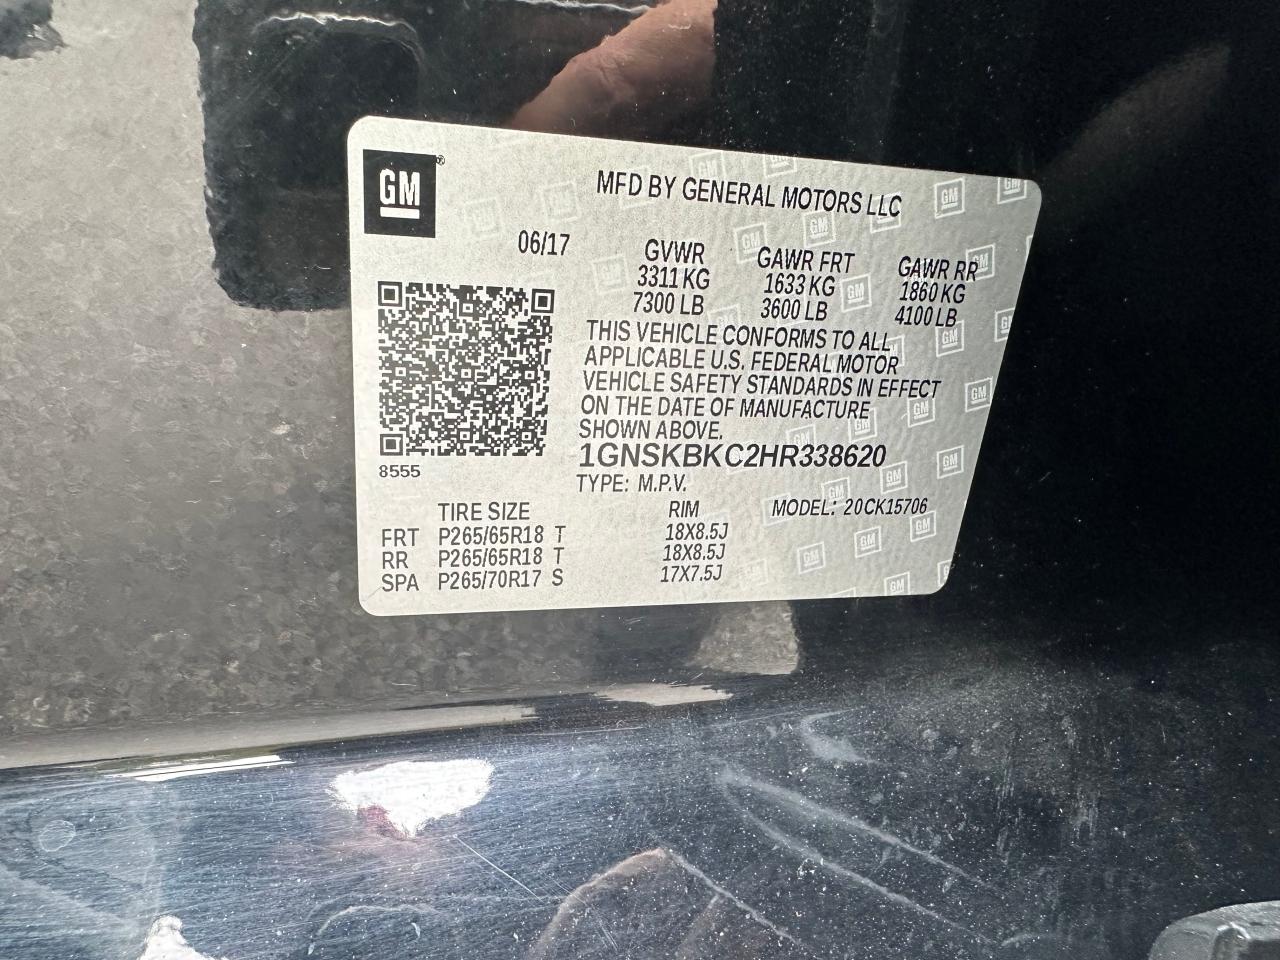 GM®
MFD BY GENERAL MOTORS LLC
06/17 GVWR GAWR FRT GAWR RR
3311 KG 1633 KG 1860 KG
7300 LB 3600 LB 4100 LB
THIS VEHICLE CONFORMS TO ALL
APPLICABLE U.S. FEDERAL MOTOR
VEHICLE SAFETY STANDARDS IN EFFECT
ON THE DATE OF MANUFACTURE
SHOWN ABOVE.
1GNSKBKC2HR338620
8555
TYPE: M.P.V.
TIRE SIZE RIM MODEL: 20CK15706
FRT P265/65R18 T 18X8.5J
RR P265/65R18 T 18X8.5J
SPA P265/70R17 S 17X7.5J